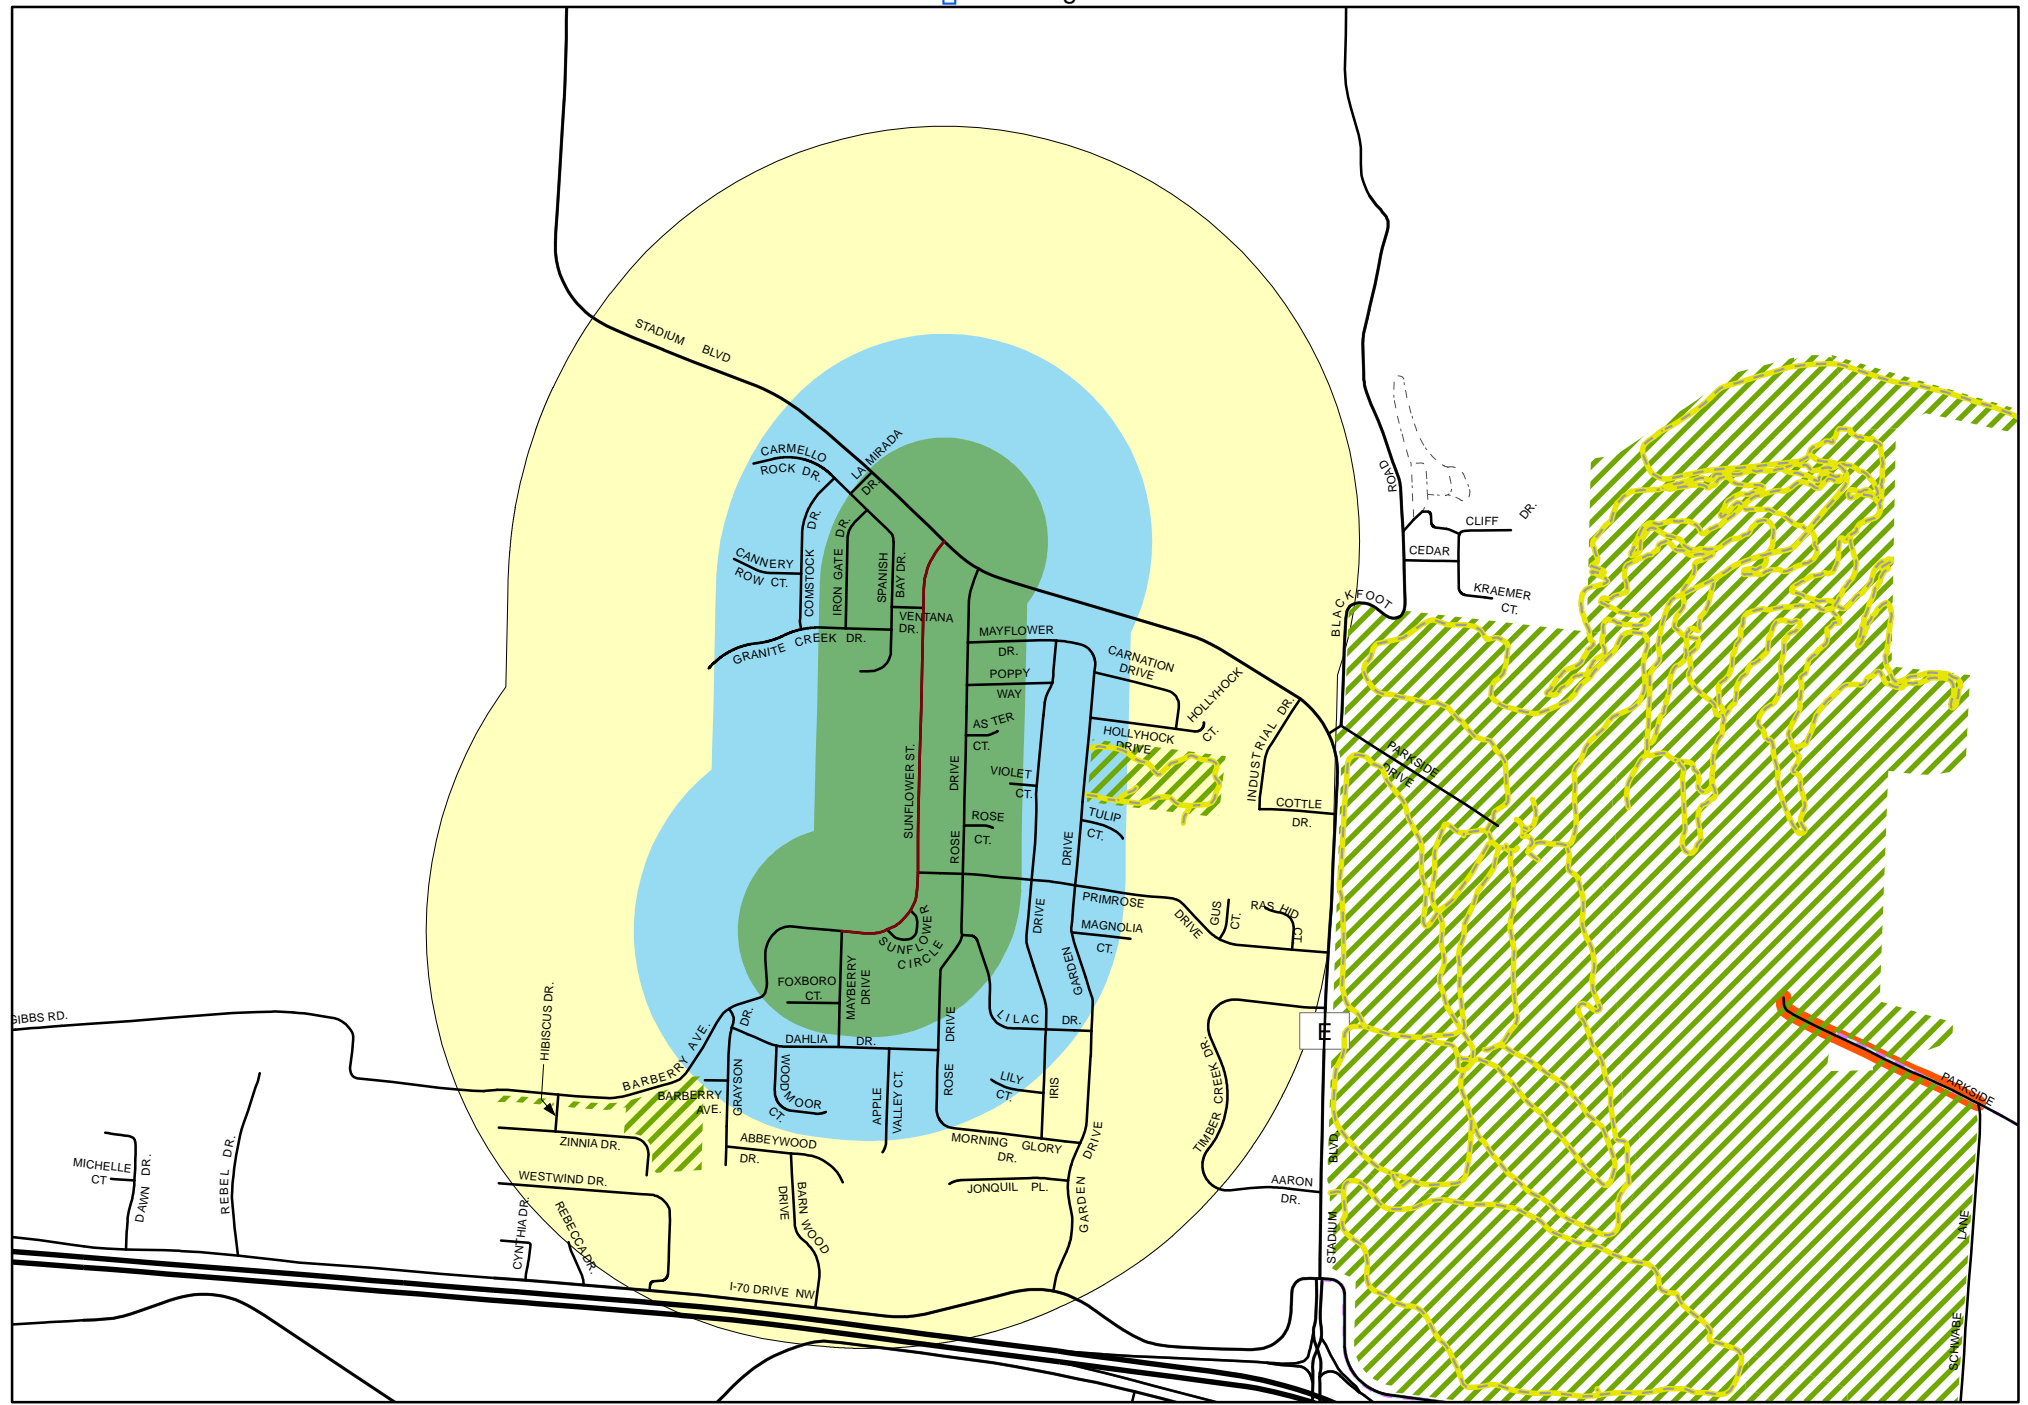 STADIUM BLVD
CARMELLO
ROCK DR.
LA MIRADA
DR.
COMSTOCK DR.
IRON GATE DR.
SPANISH
BAY DR.
CANNERY
ROW CT.
VENTANA
DR.
GRANITE CREEK DR.
MAYFLOWER
DR.
POPPY
WAY
ASTER
CT.
VIOLET
CT.
ROSE
CT.
ROSE DRIVE
SUNFLOWER ST.
CARNATION
DRIVE
HOLLYHOCK
CT.
HOLLYHOCK
DRIVE
TULIP
CT.
DRIVE
INDUSTRIAL DR.
COTTLE
DR.
BLACKFOOT
ROAD
CLIFF DR.
CEDAR
KRAEMER
CT.
PARKSIDE
DRIVE
PRIMROSE
DRIVE
MAGNOLIA
CT.
GUS
CT.
RASHID
CT
SUNFLOWER
CIRCLE
FOXBORO
CT.
MAYBERRY
DRIVE
DRIVE
GARDEN
LILAC DR.
E
HIBISCUS DR.
GIBBS RD.
BARBERRY AVE.
DR.
DAHLIA DR.
GRAYSON
WOODMOOR
CT.
APPLE
VALLEY CT.
ROSE DRIVE
LILY
CT.
IRIS
BARBERRY
AVE.
TIMBER CREEK DR.
PARKSIDE
ZINNIA DR.
ABBEYWOOD
DR.
MORNING GLORY
DR.
JONQUIL PL.
GARDEN DRIVE
BARN WOOD
DRIVE
WESTWIND DR.
CYNTHIA DR.
REBECCA DR.
MICHELLE
CT
DAWN DR.
REBEL DR.
AARON
DR.
STADIUM BLVD.
I-70 DRIVE NW
SCHWABE LANE